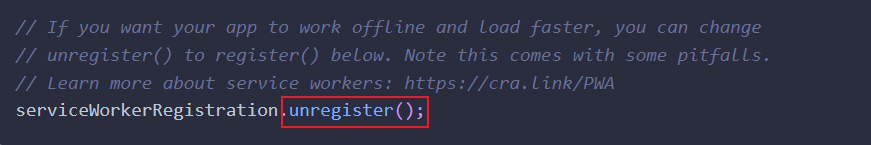 // If you want your app to work offline and load faster, you can change
// unregister() to register() below. Note this comes with some pitfalls.
// Learn more about service workers: https://cra.link/PWA
serviceWorkerRegistration.unregister();